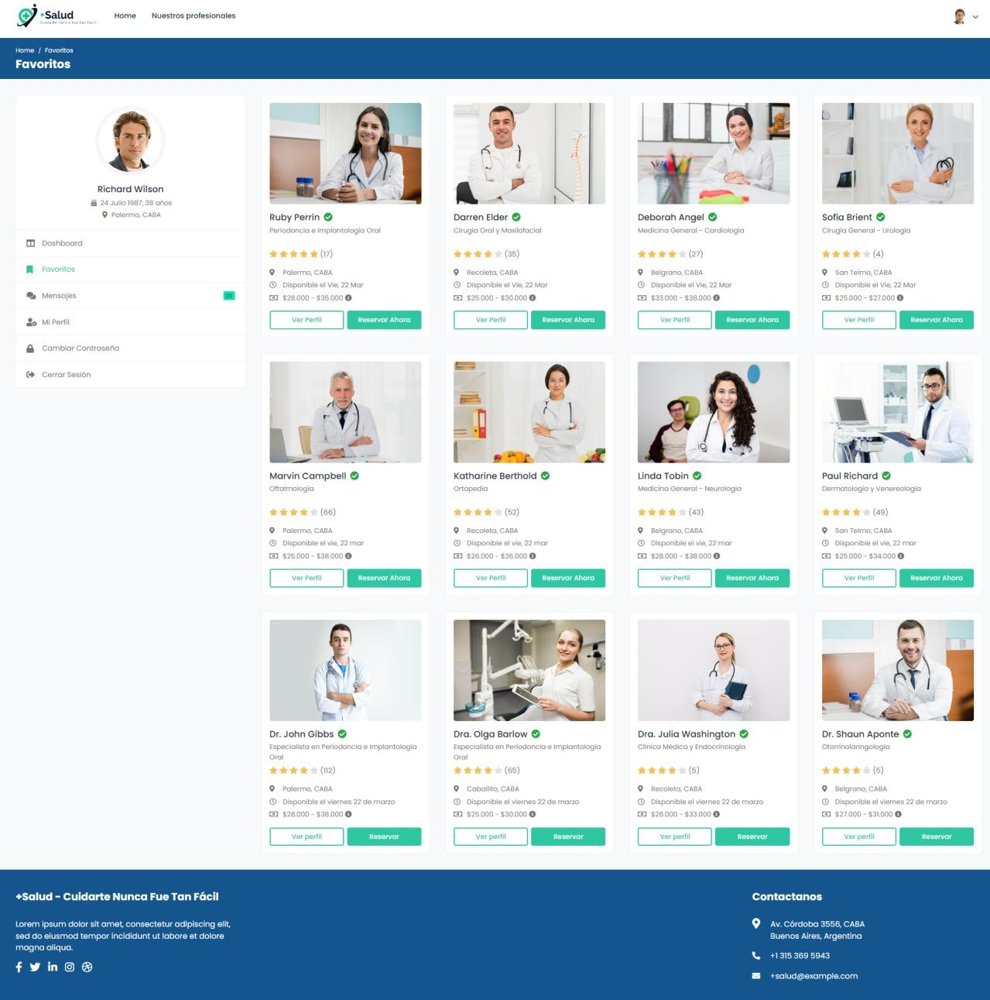 +Salud
Cuidarte nunca fue tan fácil
Home
Nuestros profesionales
Home / Favoritos
Favoritos
Richard Wilson
24 Julio 1987, 38 años
Palermo, CABA
Dashboard
Favoritos
Mensajes
23
Mi Perfil
Cambiar Contraseña
Cerrar Sesión
Ruby Perrin
Periodoncia e Implantología Oral
(17)
Palermo, CABA
Disponible el Vie, 22 Mar
$28.000 - $35.000
Ver Perfil
Reservar Ahora
Darren Elder
Cirugía Oral y Maxilofacial
(35)
Recoleta, CABA
Disponible el Vie, 22 Mar
$25.000 - $30.000
Ver Perfil
Reservar Ahora
Deborah Angel
Medicina General - Cardiología
(27)
Belgrano, CABA
Disponible el Vie, 22 Mar
$33.000 - $38.000
Ver Perfil
Reservar Ahora
Sofía Brient
Cirugía General - Urología
(4)
San Telmo, CABA
Disponible el Vie, 22 Mar
$25.000 - $27.000
Ver Perfil
Reservar Ahora
Marvin Campbell
Oftalmología
(66)
Palermo, CABA
Disponible el vie, 22 mar
$25.000 - $38.000
Ver Perfil
Reservar Ahora
Katharine Berthold
Ortopedia
(52)
Recoleta, CABA
Disponible el vie, 22 mar
$26.000 - $36.000
Ver Perfil
Reservar Ahora
Linda Tobin
Medicina General - Neurología
(43)
Belgrano, CABA
Disponible el vie, 22 mar
$28.000 - $38.000
Ver Perfil
Reservar Ahora
Paul Richard
Dermatología y Venereología
(49)
San Telmo, CABA
Disponible el vie, 22 mar
$25.000 - $34.000
Ver Perfil
Reservar Ahora
Dr. John Gibbs
Especialista en Periodoncia e Implantología
Oral
(112)
Palermo, CABA
Disponible el viernes 22 de marzo
$28.000 - $38.000
Ver perfil
Reservar
Dra. Olga Barlow
Especialista en Periodoncia e Implantología
Oral
(65)
Caballito, CABA
Disponible el viernes 22 de marzo
$25.000 - $30.000
Ver perfil
Reservar
Dra. Julia Washington
Clínica Médica y Endocrinología
(5)
Recoleta, CABA
Disponible el viernes 22 de marzo
$26.000 - $33.000
Ver perfil
Reservar
Dr. Shaun Aponte
Otorrinolaringología
(5)
Belgrano, CABA
Disponible el viernes 22 de marzo
$27.000 - $31.000
Ver perfil
Reservar
+Salud - Cuidarte Nunca Fue Tan Fácil
Lorem ipsum dolor sit amet, consectetur adipiscing elit,
sed do eiusmod tempor incididunt ut labore et dolore
magna aliqua.
Contactanos
Av. Córdoba 3556, CABA
Buenos Aires, Argentina
+1 315 369 5943
+salud@example.com